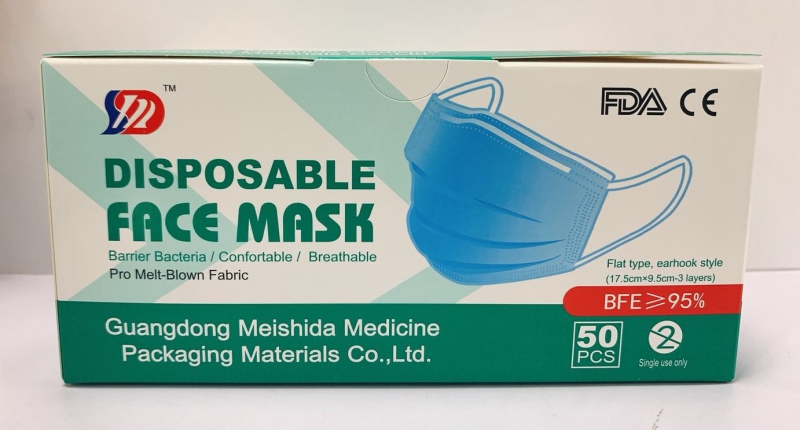 TM
DISPOSABLE
FACE MASK
Barrier Bacteria / Confortable / Breathable
Pro Melt-Blown Fabric
FDA CE
Flat type, earhook style
(17.5cm×9.5cm-3 layers)
BFE≥95%
Guangdong Meishida Medicine
Packaging Materials Co.,Ltd.
50
PCS
2
Single use only